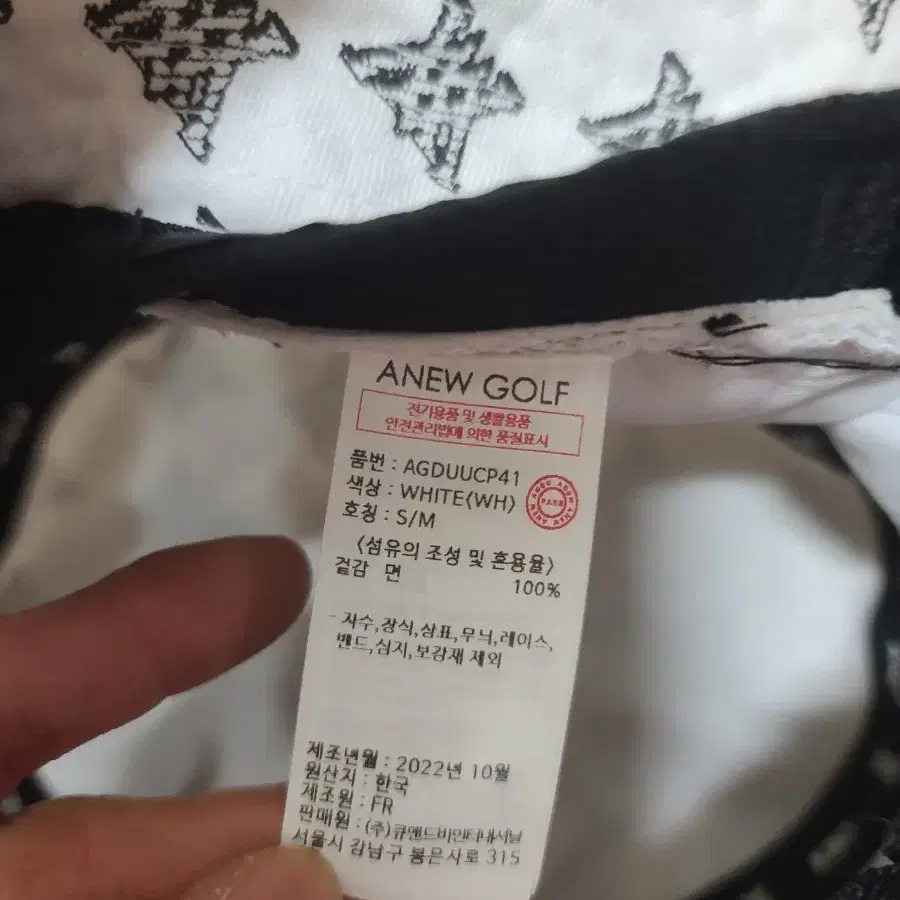 ANEW GOLF
전기용품 및 생활용품
안전관리법에 의한 품질표시
품번 : AGDUUCP41
색상 : WHITE(WH)
호칭 : S/M
〈섬유의 조성 및 혼용율〉
겉감 면 100%
- 자수,장식,상표,무늬,레이스,
밴드,심지,보강재 제외
제조년월 : 2022년 10월
원산지 : 한국
제조원 : FR
판매원 : (주)큐앤드비인터내셔날
서울시 강남구 봉은사로 315